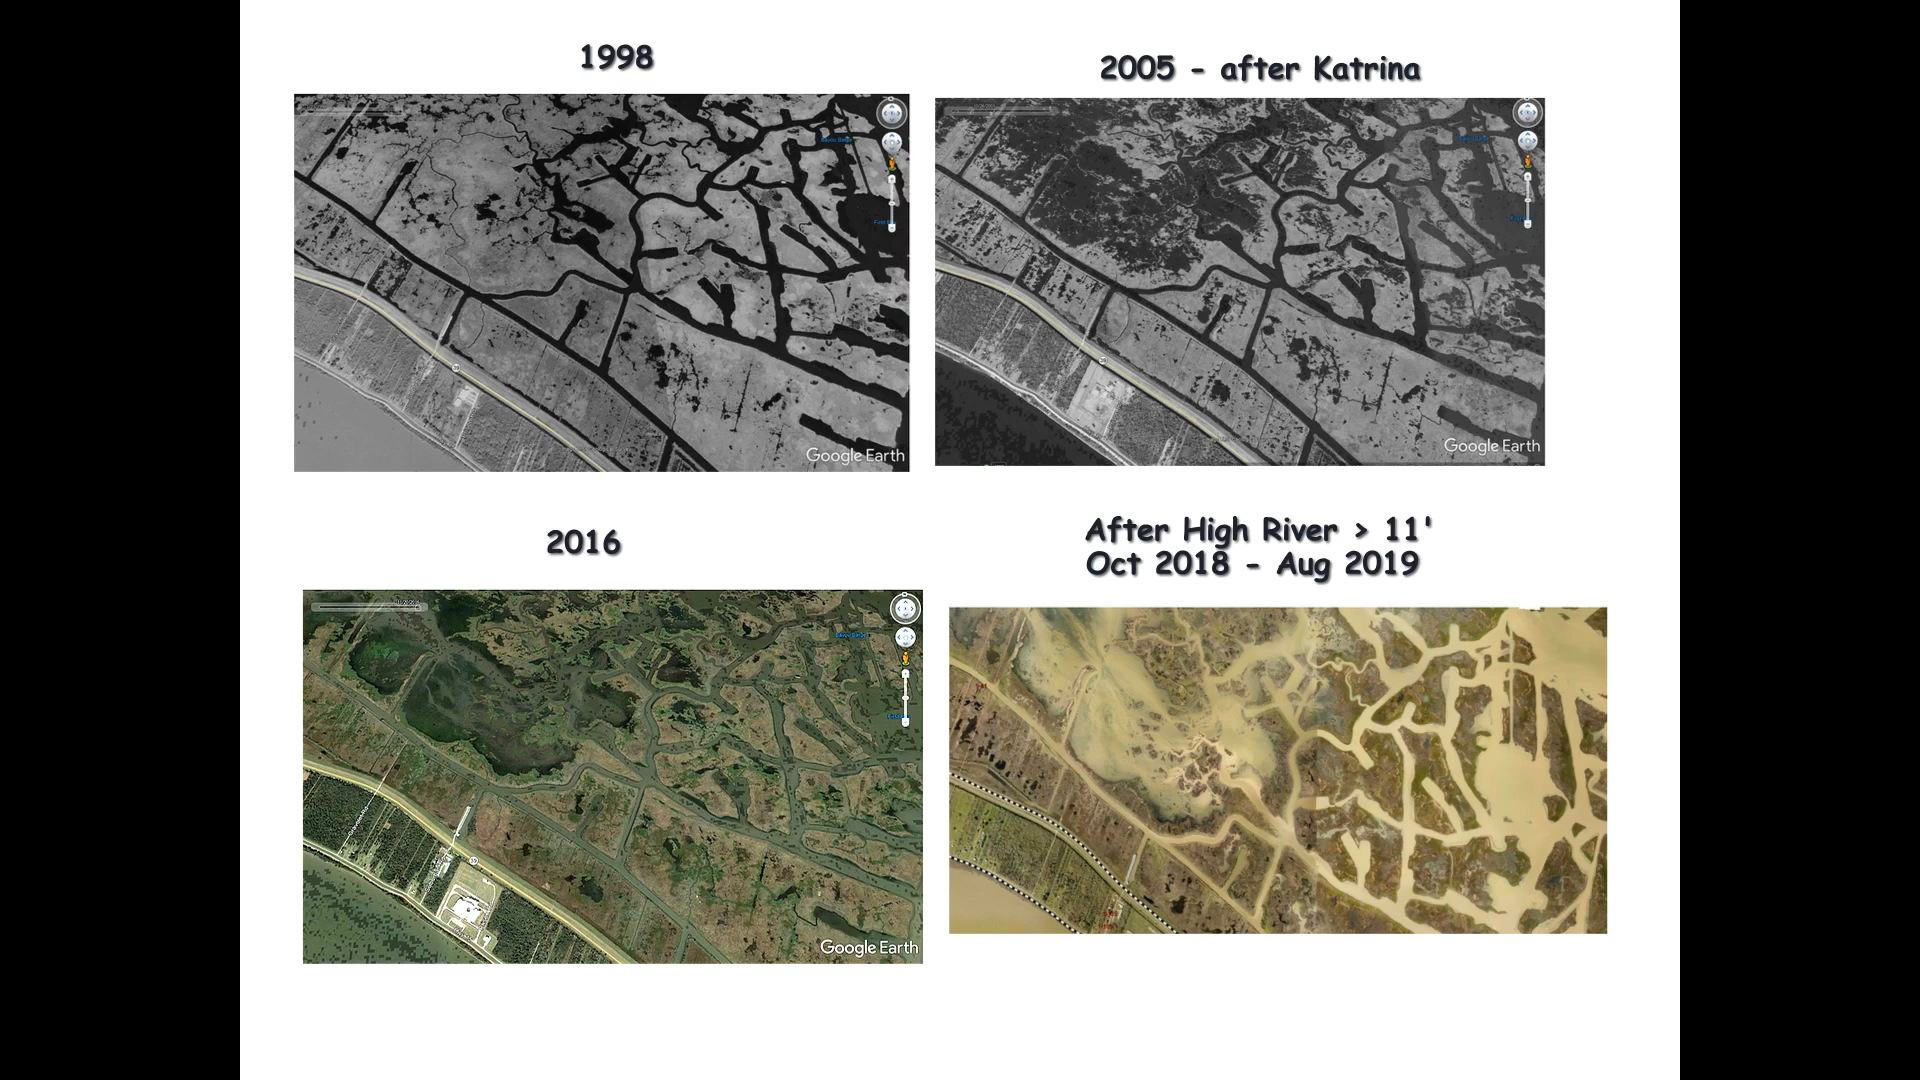 1998
2005 - after Katrina
Google Earth
Google Earth
2016
After High River > 11'
Oct 2018 - Aug 2019
Google Earth